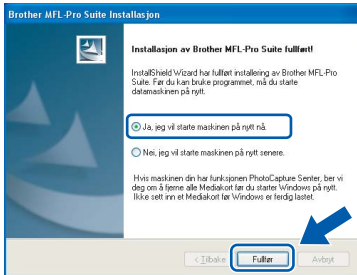 Brother MFL-Pro Suite Installasjon
Installasjon av Brother MFL-Pro Suite fullført!
InstallShield Wizard har fullført installering av Brother MFL-Pro
Suite. Før du kan bruke programmet, må du starte
datamaskinen på nytt.
Ja, jeg vil starte maskinen på nytt nå.
Nei, jeg vil starte maskinen på nytt senere.
Hvis maskinen din har funksjonen PhotoCapture Senter, ber vi
deg om å fjerne alle Mediakort før du starter Windows på nytt.
Ikke sett inn et Mediakort før Windows er ferdig lastet.
< Tilbake Fullfør Avbryt